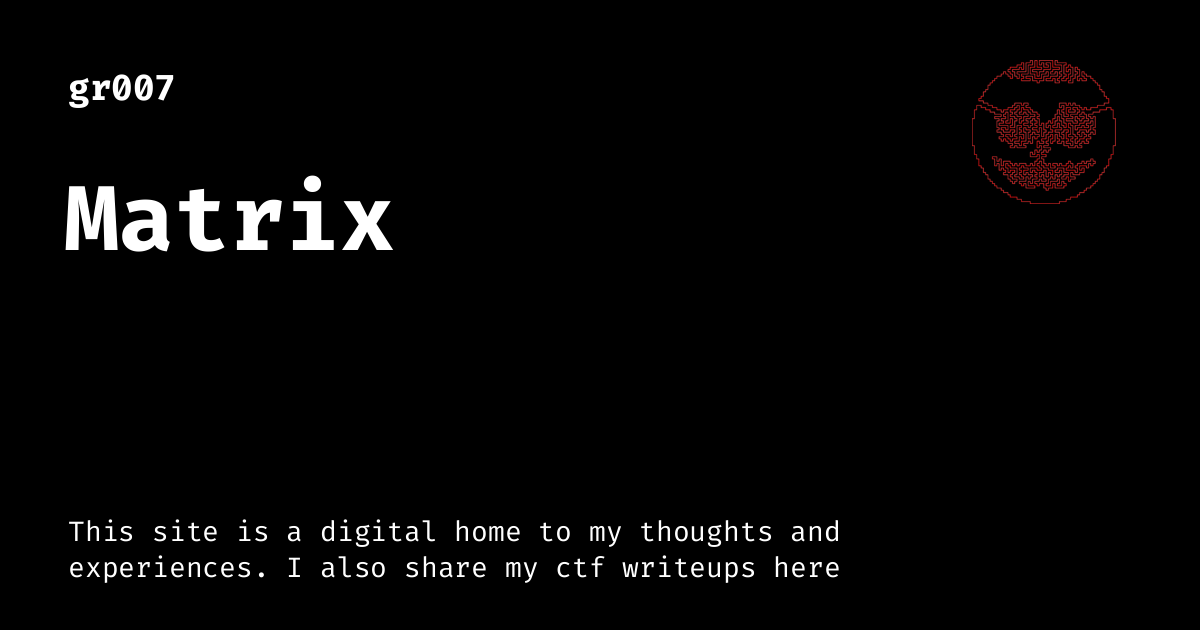 gr007
Matrix
This site is a digital home to my thoughts and
experiences. I also share my ctf writeups here